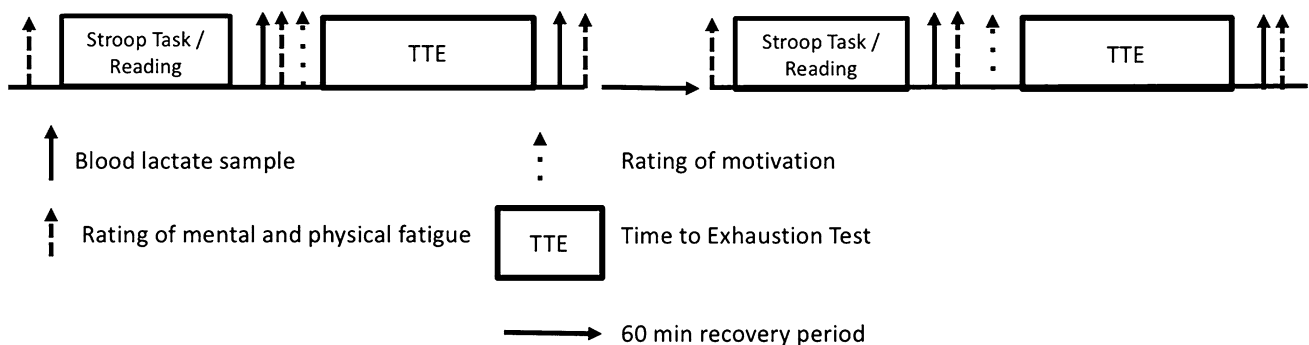 Stroop Task /
Reading
TTE
Stroop Task /
Reading
TTE
Blood lactate sample
Rating of motivation
Rating of mental and physical fatigue
TTE
Time to Exhaustion Test
60 min recovery period